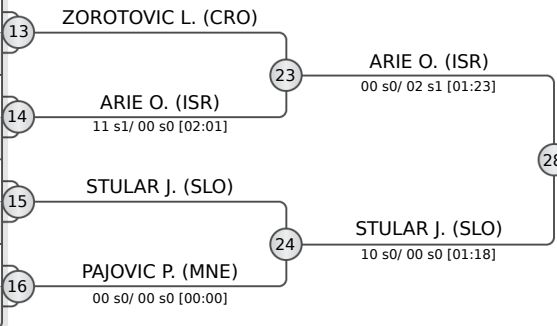 13
ZOROTOVIC L. (CRO)
23
ARIE O. (ISR)
00 s0/ 02 s1 [01:23]
14
ARIE O. (ISR)
11 s1/ 00 s0 [02:01]
28
15
STULAR J. (SLO)
24
STULAR J. (SLO)
10 s0/ 00 s0 [01:18]
16
PAJOVIC P. (MNE)
00 s0/ 00 s0 [00:00]